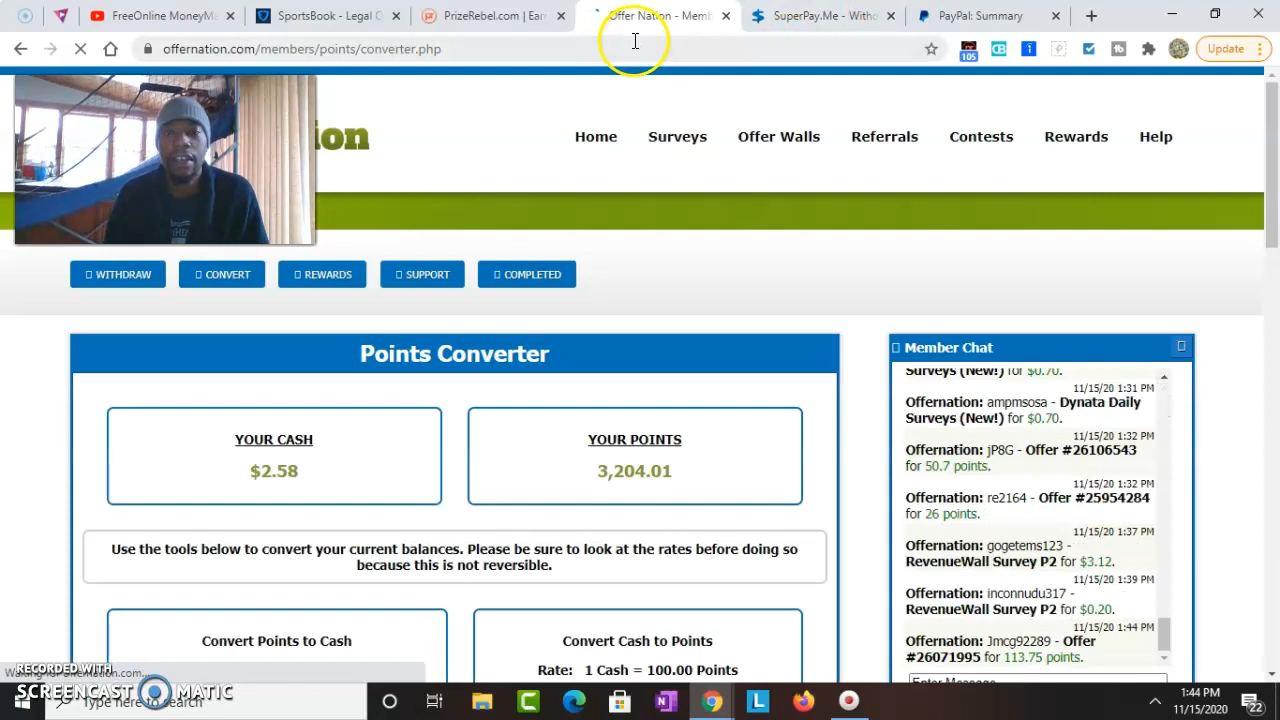 FreeOnline MoneyMe
SportsBook - Legal O
PrizeRebel.com | Earn
Offer Nation - Memb
SuperPay.Me - Witho
PayPal: Summary
offernation.com/members/points/converter.php
105
Update
ion
Home
Surveys
Offer Walls
Referrals
Contests
Rewards
Help
WITHDRAW
CONVERT
REWARDS
SUPPORT
COMPLETED
Points Converter
YOUR CASH
$2.58
YOUR POINTS
3,204.01
Use the tools below to convert your current balances. Please be sure to look at the rates before doing so
because this is not reversible.
Convert Points to Cash
Convert Cash to Points
Rate: 1 Cash = 100.00 Points
Member Chat
Surveys (New!) for $0.70.
11/15/20 1:31 PM
Offernation: ampmsosa - Dynata Daily
Surveys (New!) for $0.70.
11/15/20 1:32 PM
Offernation: jP8G - Offer #26106543
for 50.7 points.
11/15/20 1:32 PM
Offernation: re2164 - Offer #25954284
for 26 points.
11/15/20 1:37 PM
Offernation: gogetems123 -
RevenueWall Survey P2 for $3.12.
11/15/20 1:39 PM
Offernation: inconnudu317 -
RevenueWall Survey P2 for $0.20.
11/15/20 1:44 PM
Offernation: Jmcg92289 - Offer
#26071995 for 113.75 points.
Enter Message
Waiting for offernation.com...
RECORDED WITH
SCREENCAST MATIC
Type here to search
1:44 PM
11/15/2020
22